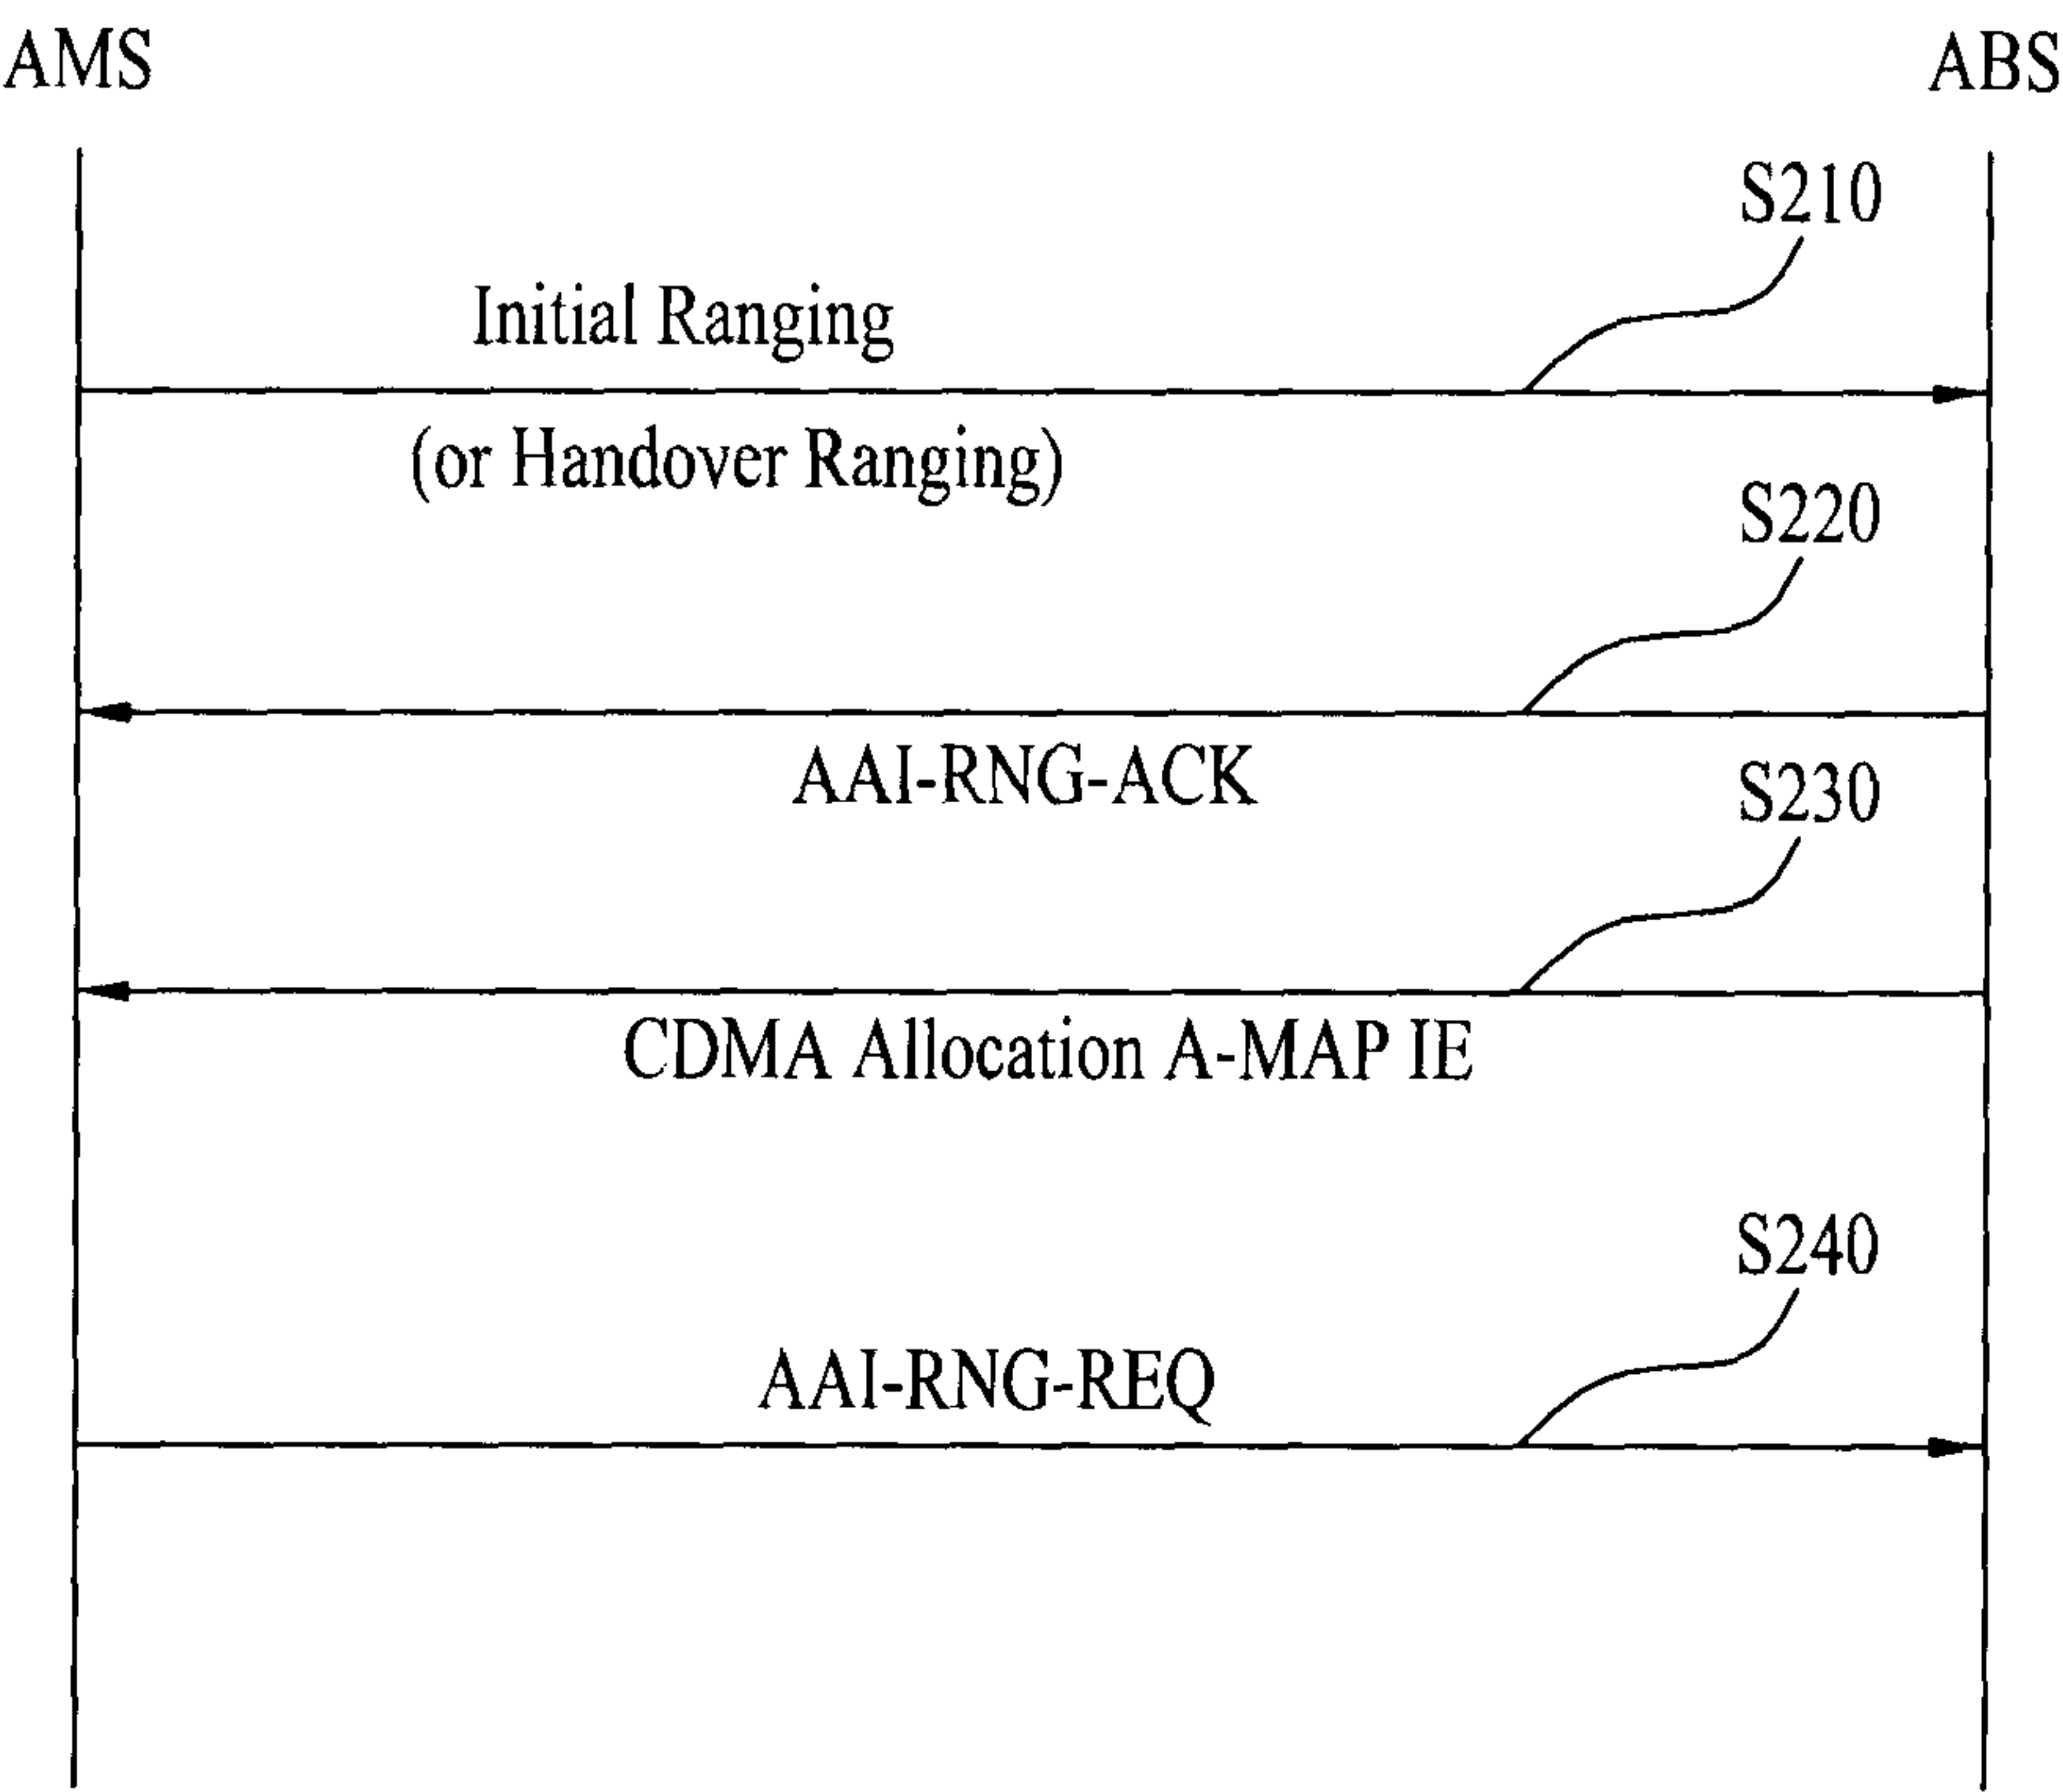 AMS
ABS
S210
Initial Ranging
(or Handover Ranging)
S220
AAI-RNG-ACK
S230
CDMA Allocation A-MAP IE
S240
AAI-RNG-REQ